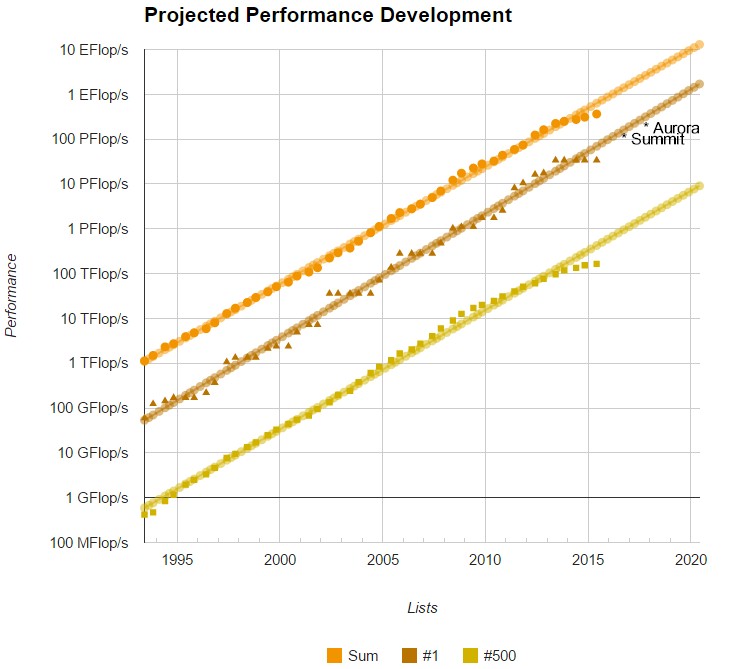 Projected Performance Development
10 EFlop/s
1 EFlop/s
100 PFlop/s
10 PFlop/s
1 PFlop/s
100 TFlop/s
10 TFlop/s
1 TFlop/s
100 GFlop/s
10 GFlop/s
1 GFlop/s
100 MFlop/s
Performance
* Aurora
* Summit
1995 2000 2005 2010 2015 2020
Lists
Sum #1 #500